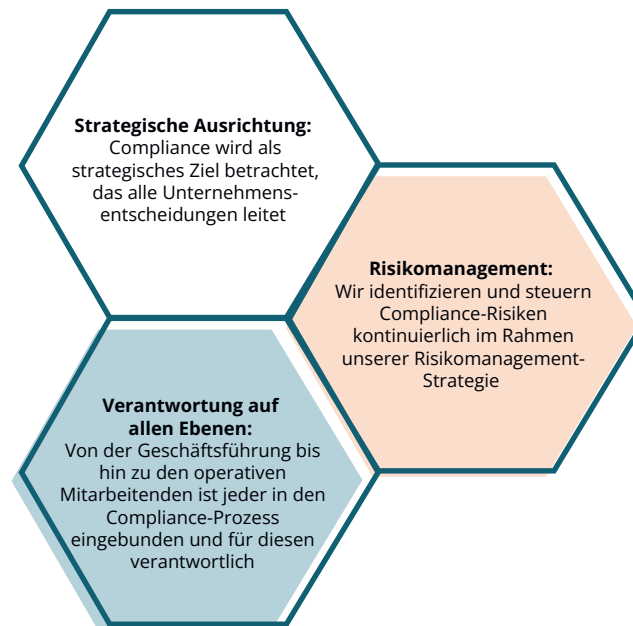 Strategische Ausrichtung:
Compliance wird als
strategisches Ziel betrachtet,
das alle Unternehmens-
entscheidungen leitet
Risikomanagement:
Wir identifizieren und steuern
Compliance-Risiken
kontinuierlich im Rahmen
unserer Risikomanagement-
Strategie
Verantwortung auf
allen Ebenen:
Von der Geschäftsführung bis
hin zu den operativen
Mitarbeitenden ist jeder in den
Compliance-Prozess
eingebunden und für diesen
verantwortlich